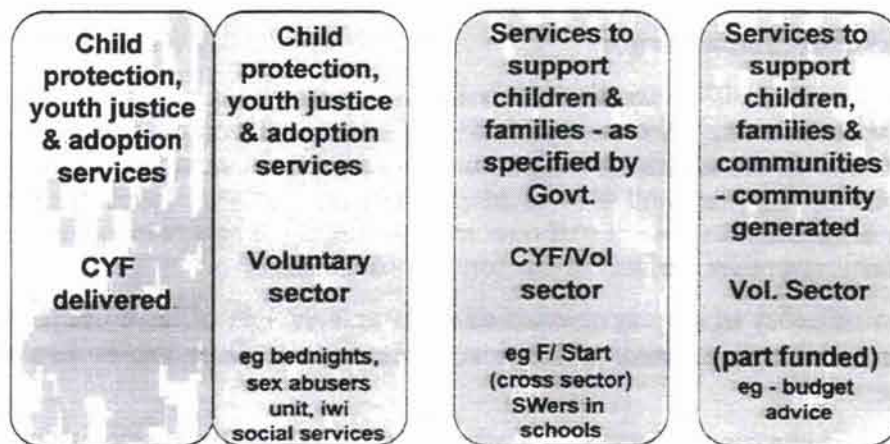 Child
protection,
youth justice
& adoption
services
CYF
delivered
Child
protection,
youth justice
& adoption
services
Voluntary
sector
eg bednights,
sex abusers
unit, iwi
social services
Services to
support
children &
families - as
specified by
Govt.
CYF/Vol
sector
eg F/ Start
(cross sector)
SWers in
schools
Services to
support
children,
families &
communities
- community
generated
Vol. Sector
(part funded)
eg - budget
advice